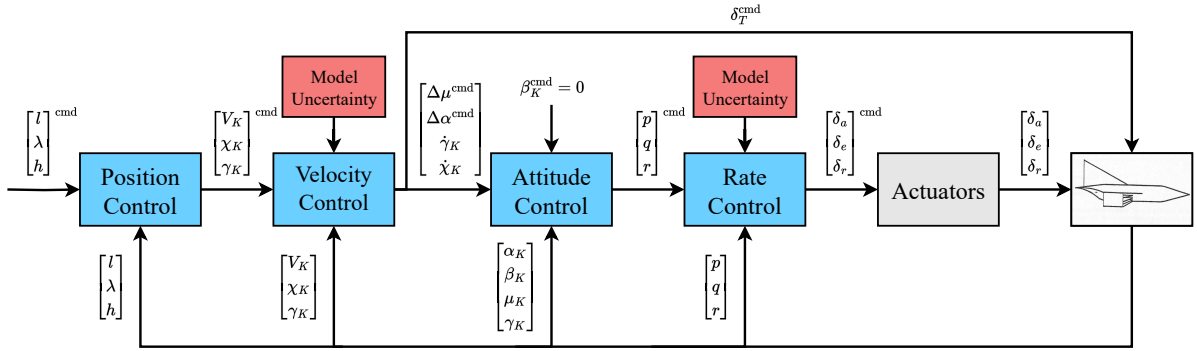 δ_T^cmd
Model
Uncertainty
Model
Uncertainty
[l λ h]^cmd
[V_K χ_K γ_K]^cmd
[Δμ^cmd Δα^cmd γ̇_K χ̇_K]
β_K^cmd = 0
[p q r]^cmd
[δ_a δ_e δ_r]^cmd
[δ_a δ_e δ_r]
Position
Control
Velocity
Control
Attitude
Control
Rate
Control
Actuators
[l λ h]
[V_K χ_K γ_K]
[α_K β_K μ_K γ_K]
[p q r]